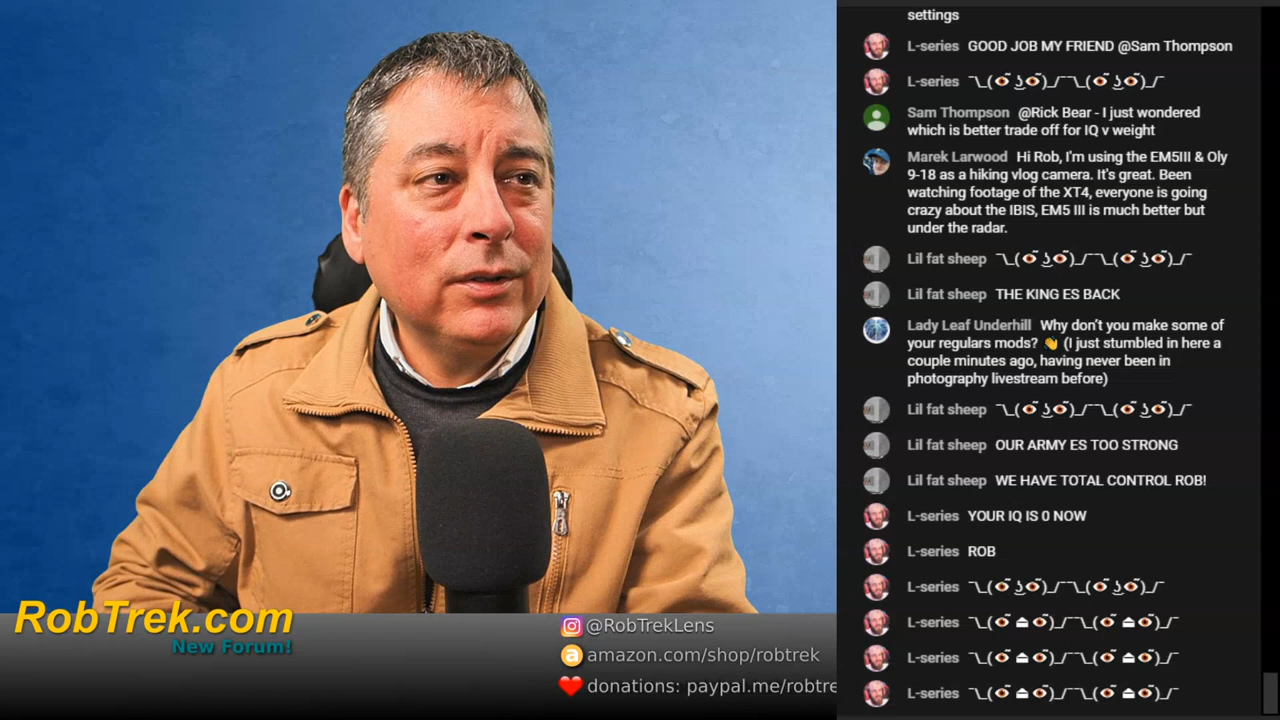 settings
L-series GOOD JOB MY FRIEND @Sam Thompson
L-series ¯\_(👁 ͜ʖ👁)_/¯¯\_(👁 ͜ʖ👁)_/¯
Sam Thompson @Rick Bear - I just wondered
which is better trade off for IQ v weight
Marek Larwood Hi Rob, I'm using the EM5III & Oly
9-18 as a hiking vlog camera. It's great. Been
watching footage of the XT4, everyone is going
crazy about the IBIS, EM5 III is much better but
under the radar.
Lil fat sheep ¯\_(👁 ͜ʖ👁)_/¯¯\_(👁 ͜ʖ👁)_/¯
Lil fat sheep THE KING ES BACK
Lady Leaf Underhill Why don’t you make some of
your regulars mods? 👋 (I just stumbled in here a
couple minutes ago, having never been in
photography livestream before)
Lil fat sheep ¯\_(👁 ͜ʖ👁)_/¯¯\_(👁 ͜ʖ👁)_/¯
Lil fat sheep OUR ARMY ES TOO STRONG
Lil fat sheep WE HAVE TOTAL CONTROL ROB!
L-series YOUR IQ IS 0 NOW
L-series ROB
L-series ¯\_(👁 ͜ʖ👁)_/¯¯\_(👁 ͜ʖ👁)_/¯
L-series ¯\_(👁 ⏏ 👁)_/¯¯\_(👁 ⏏ 👁)_/¯
L-series ¯\_(👁 ⏏ 👁)_/¯¯\_(👁 ⏏ 👁)_/¯
L-series ¯\_(👁 ⏏ 👁)_/¯¯\_(👁 ⏏ 👁)_/¯
RobTrek.com
New Forum!
@RobTrekLens
a amazon.com/shop/robtrek
donations: paypal.me/robtre